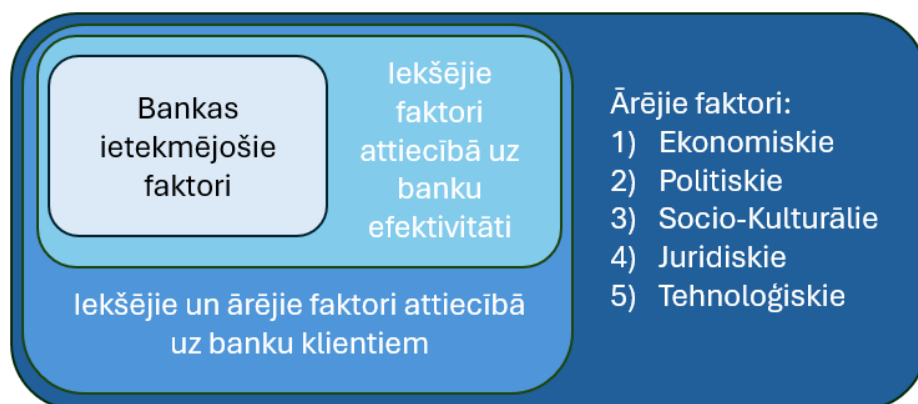 Bankas
ietekmējošie
faktori
Iekšējie
faktori
attiecībā uz
banku
efektivitāti
Iekšējie un ārējie faktori attiecībā
uz banku klientiem
Ārējie faktori:
1) Ekonomiskie
2) Politiskie
3) Socio-Kulturālie
4) Juridiskie
5) Tehnoloģiskie